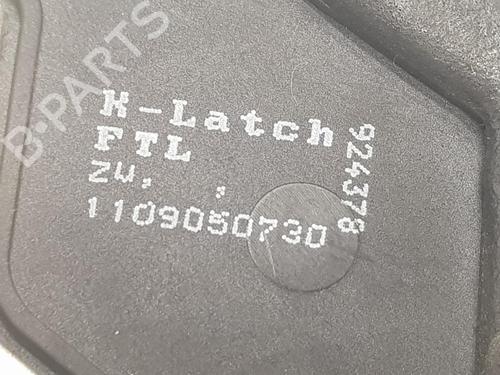 H-Latch
FTL
ZW, ,
1109050730
924378
B-PARTS